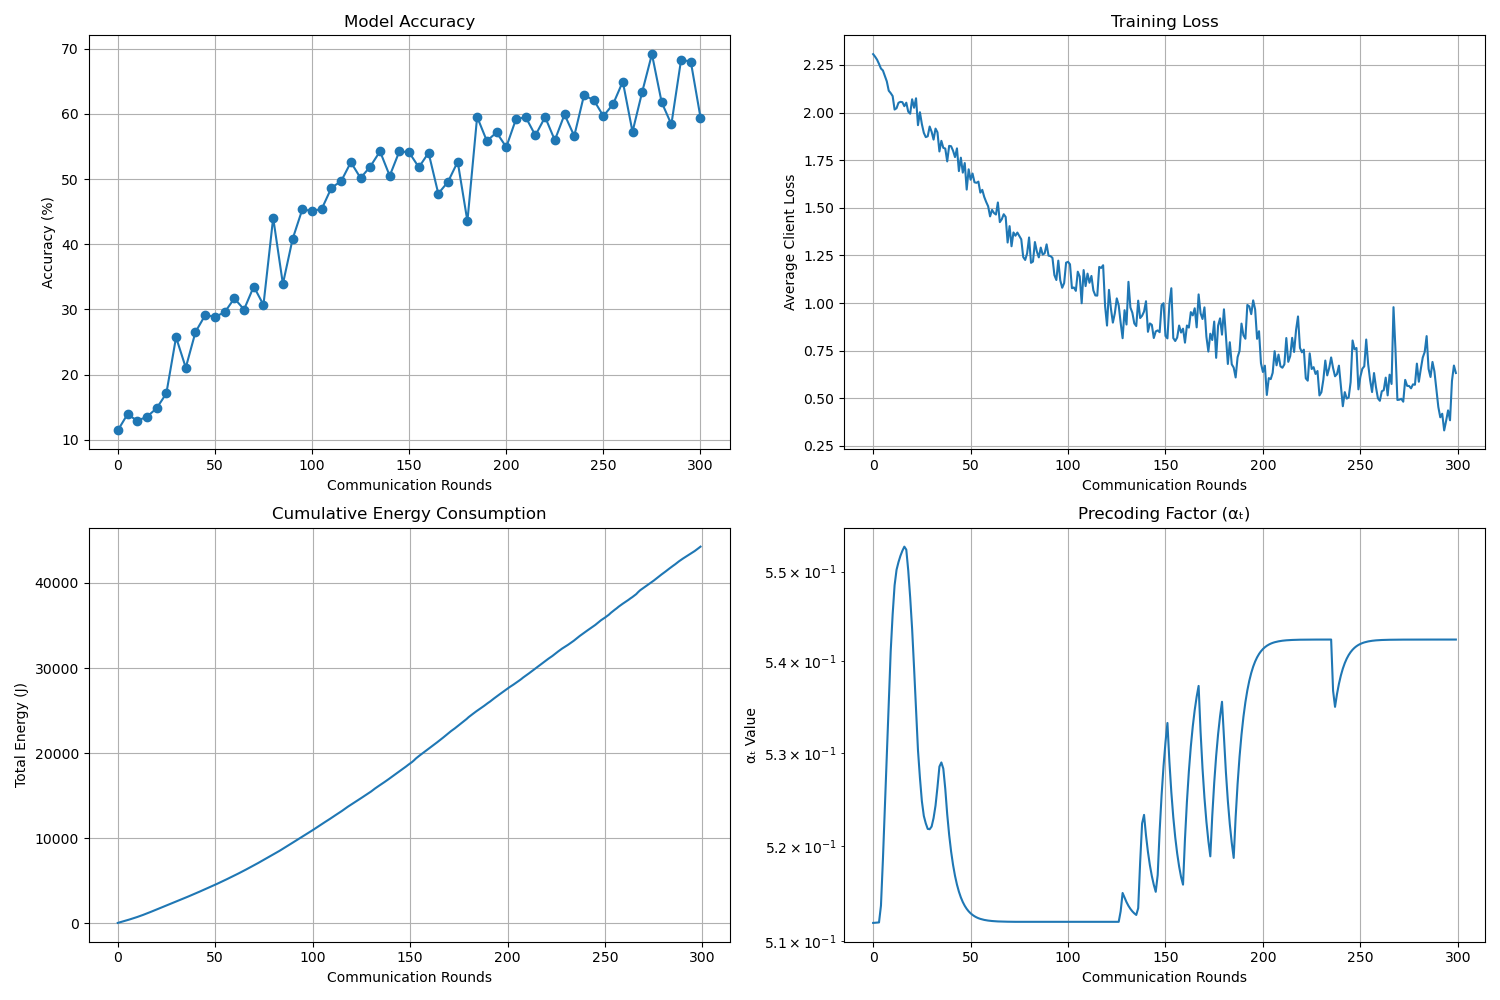 Model Accuracy
Accuracy (%)
70
60
50
40
30
20
10
0 50 100 150 200 250 300
Communication Rounds
Training Loss
Average Client Loss
2.25
2.00
1.75
1.50
1.25
1.00
0.75
0.50
0.25
0 50 100 150 200 250 300
Communication Rounds
Cumulative Energy Consumption
Total Energy (J)
40000
30000
20000
10000
0
0 50 100 150 200 250 300
Communication Rounds
Precoding Factor (αₜ)
αₜ Value
5.5 × 10⁻¹
5.4 × 10⁻¹
5.3 × 10⁻¹
5.2 × 10⁻¹
5.1 × 10⁻¹
0 50 100 150 200 250 300
Communication Rounds